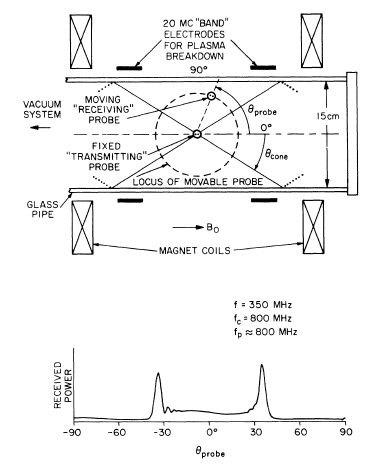 20 MC "BAND"
ELECTRODES
FOR PLASMA
BREAKDOWN
90°
VACUUM
SYSTEM
MOVING
"RECEIVING"
PROBE
θprobe
0°
15cm
FIXED
"TRANSMITTING"
PROBE
θcone
LOCUS OF MOVABLE PROBE
GLASS
PIPE
B0
MAGNET COILS
f = 350 MHz
fc = 800 MHz
fp ≈ 800 MHz
RECEIVED
POWER
-90 -60 -30 0° 30 60 90
θprobe